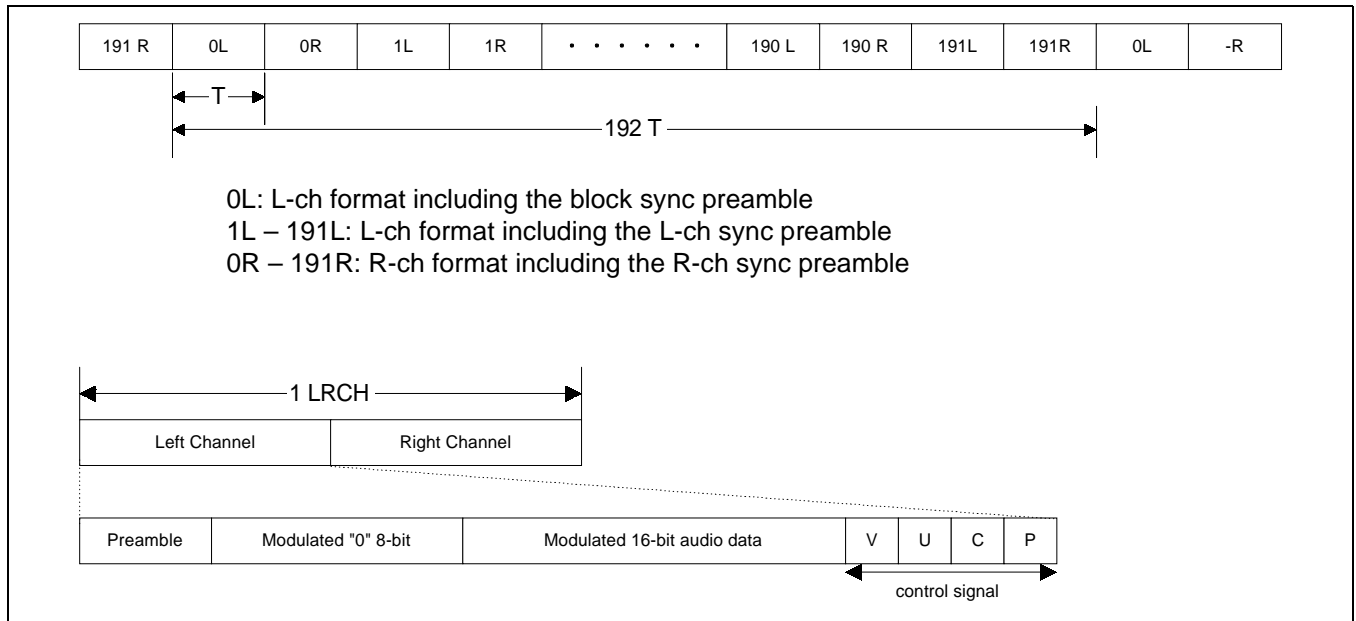 191 R 0L 0R 1L 1R · · · · · · 190 L 190 R 191L 191R 0L -R
T
192 T
0L: L-ch format including the block sync preamble
1L – 191L: L-ch format including the L-ch sync preamble
0R – 191R: R-ch format including the R-ch sync preamble
1 LRCH
Left Channel Right Channel
Preamble Modulated "0" 8-bit Modulated 16-bit audio data V U C P
control signal